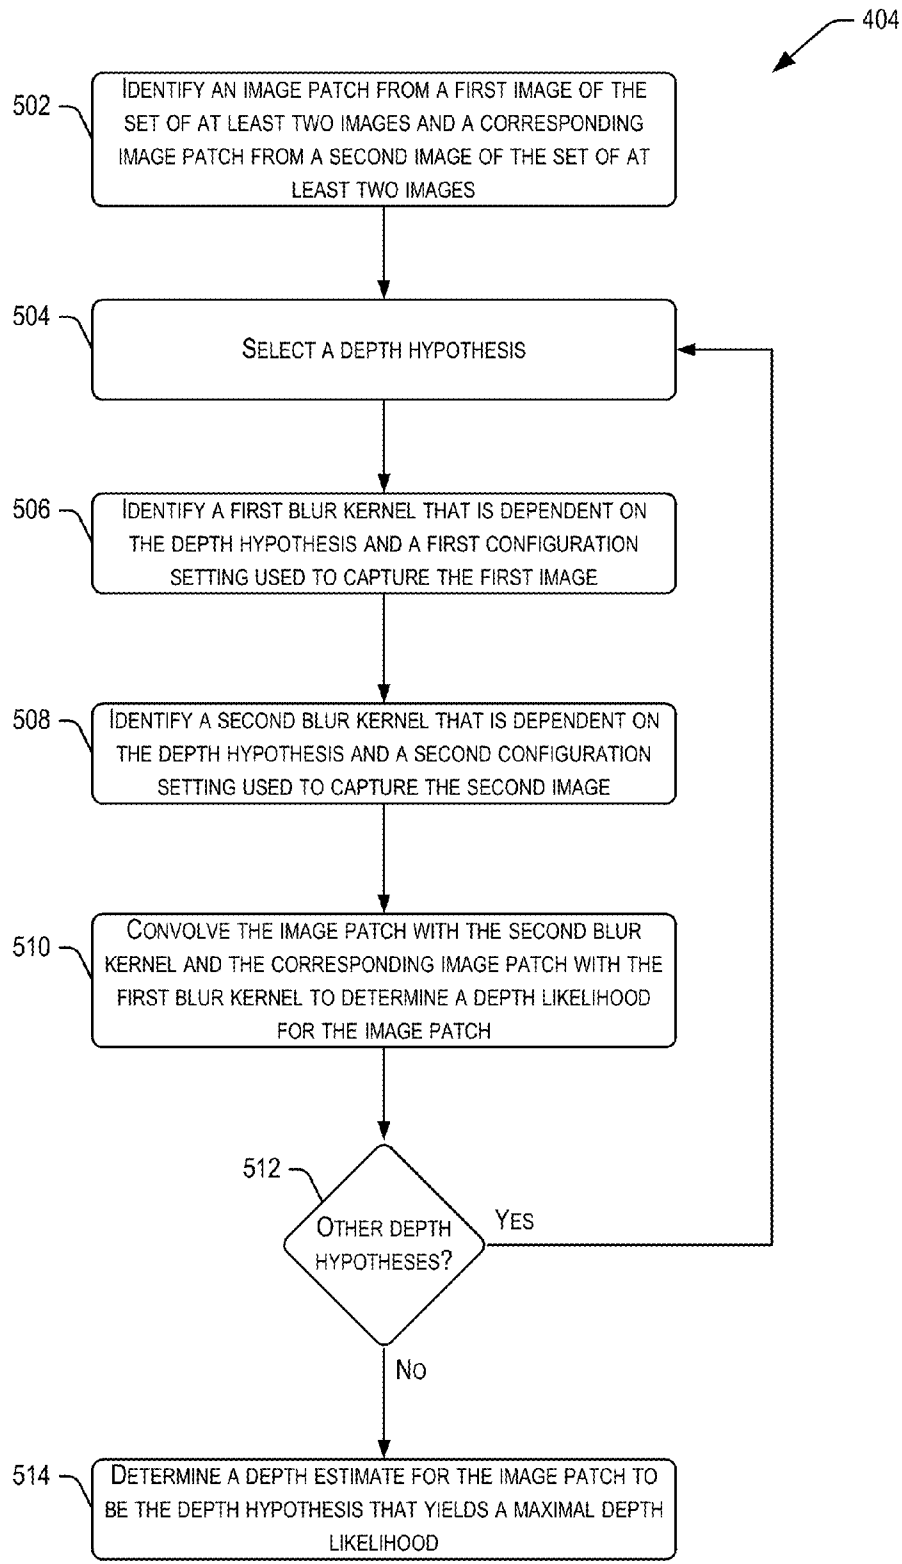 404
502
IDENTIFY AN IMAGE PATCH FROM A FIRST IMAGE OF THE
SET OF AT LEAST TWO IMAGES AND A CORRESPONDING
IMAGE PATCH FROM A SECOND IMAGE OF THE SET OF AT
LEAST TWO IMAGES
504
SELECT A DEPTH HYPOTHESIS
506
IDENTIFY A FIRST BLUR KERNEL THAT IS DEPENDENT ON
THE DEPTH HYPOTHESIS AND A FIRST CONFIGURATION
SETTING USED TO CAPTURE THE FIRST IMAGE
508
IDENTIFY A SECOND BLUR KERNEL THAT IS DEPENDENT ON
THE DEPTH HYPOTHESIS AND A SECOND CONFIGURATION
SETTING USED TO CAPTURE THE SECOND IMAGE
510
CONVOLVE THE IMAGE PATCH WITH THE SECOND BLUR
KERNEL AND THE CORRESPONDING IMAGE PATCH WITH THE
FIRST BLUR KERNEL TO DETERMINE A DEPTH LIKELIHOOD
FOR THE IMAGE PATCH
512
OTHER DEPTH
HYPOTHESES?
YES
NO
514
DETERMINE A DEPTH ESTIMATE FOR THE IMAGE PATCH TO
BE THE DEPTH HYPOTHESIS THAT YIELDS A MAXIMAL DEPTH
LIKELIHOOD